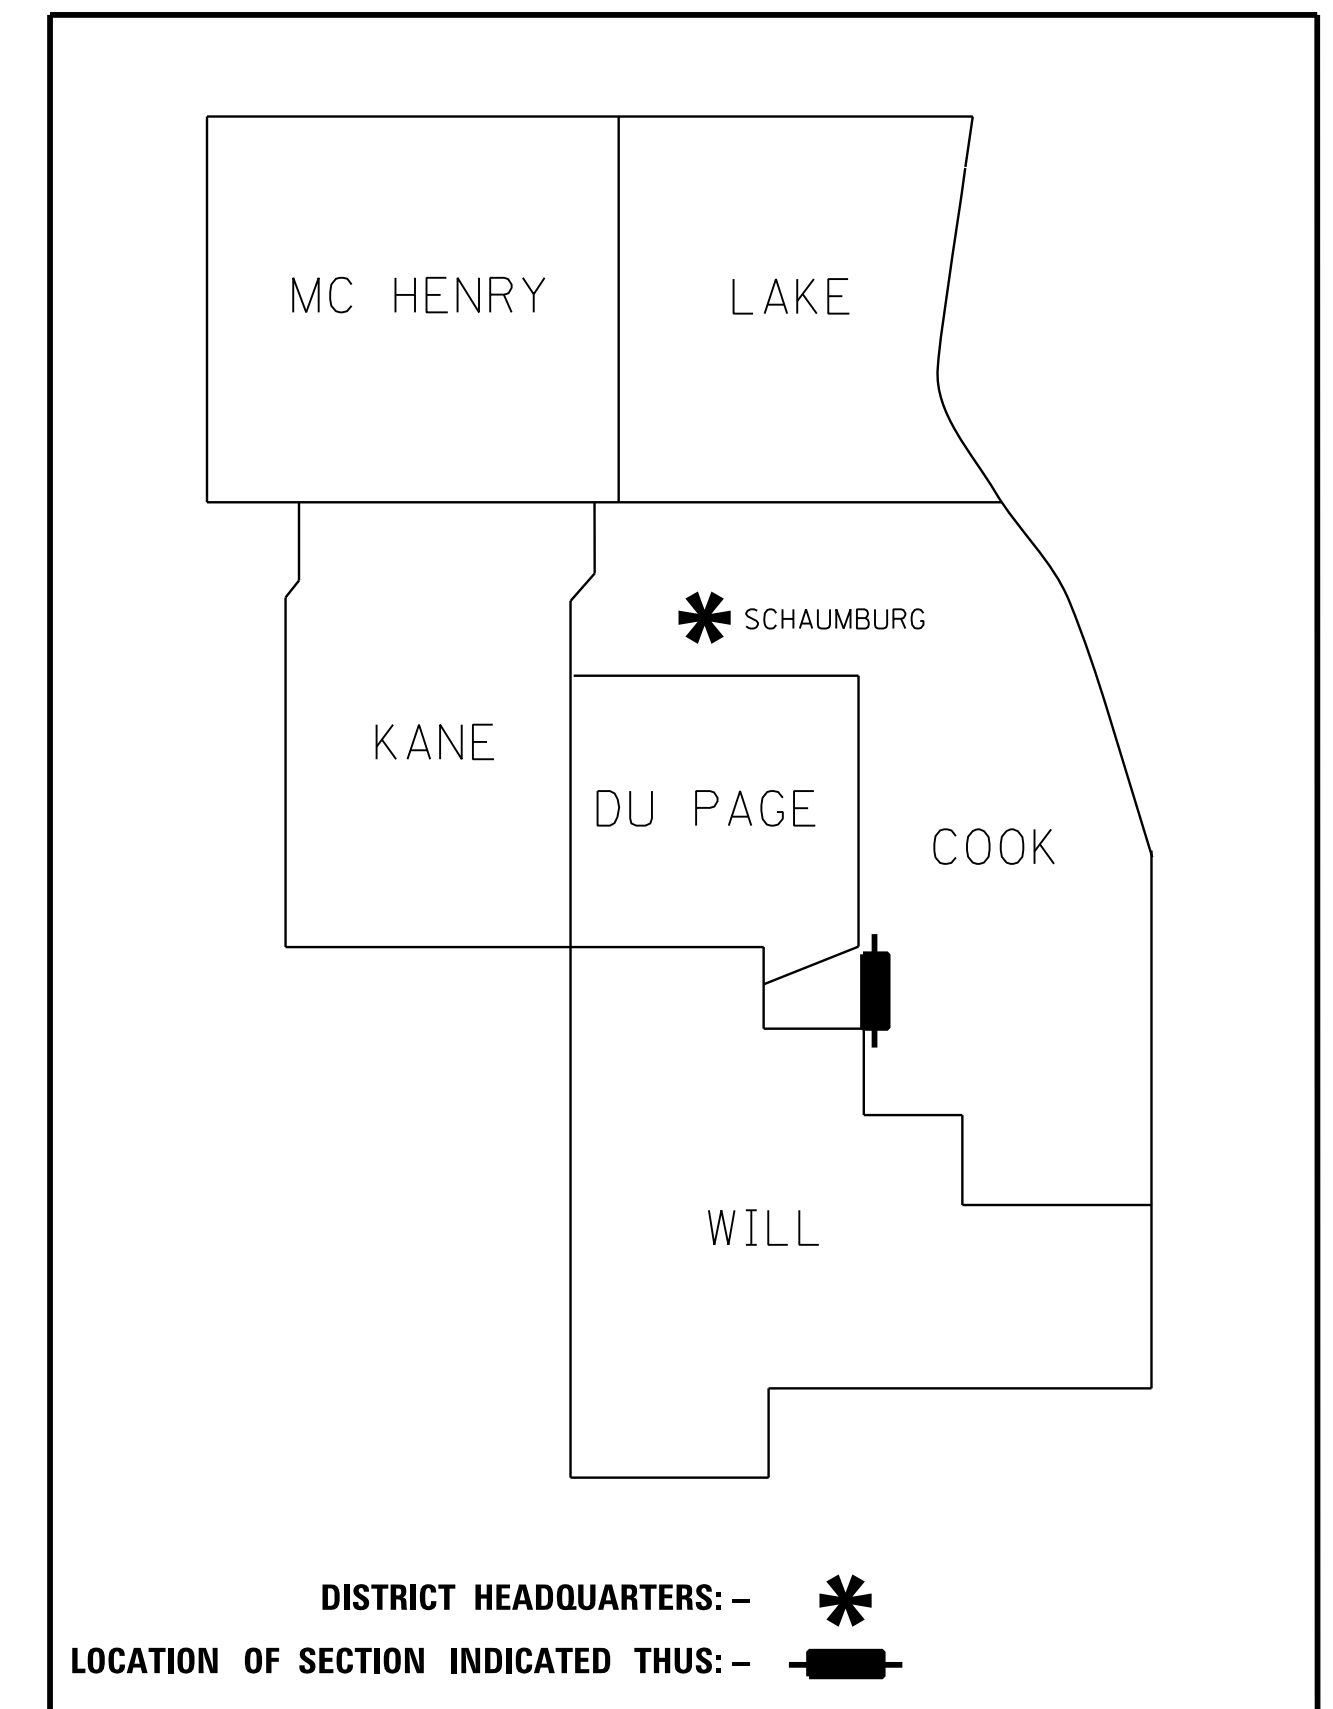 MC HENRY
LAKE
SCHAUMBURG
KANE
DU PAGE
COOK
WILL
DISTRICT HEADQUARTERS: –
LOCATION OF SECTION INDICATED THUS: –